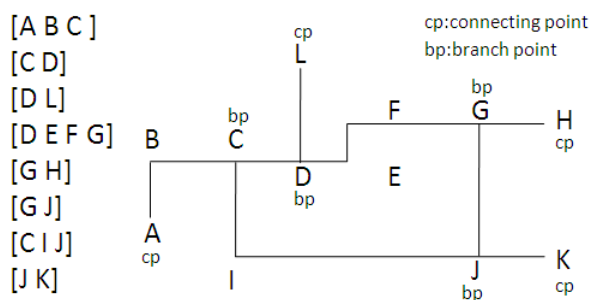 [A B C ]
[C D]
[D L]
[D E F G]
[G H]
[G J]
[C I J]
[J K]
cp:connecting point
bp:branch point
cp
L
bp
G
F
H
cp
bp
B
C
D
bp
E
A
cp
I
J
bp
K
cp